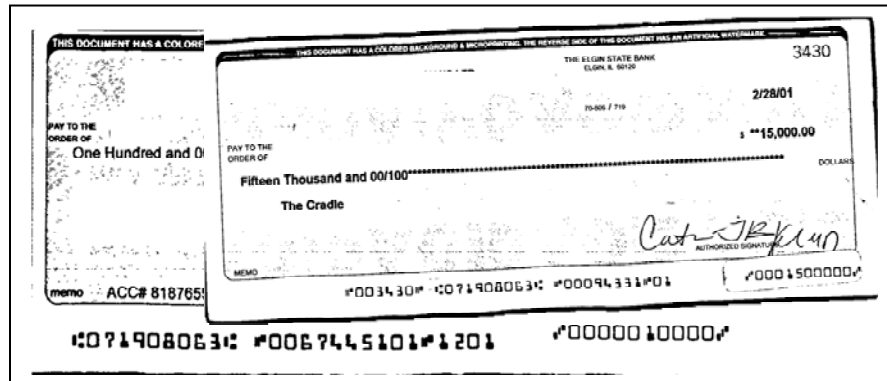 THIS DOCUMENT HAS A COLORE
PAY TO THE
ORDER OF
One Hundred and 0
memo ACC# 8187655
⑆071908063⑆ ⑈0067445101⑈1201 ⑇0000010000⑇
THIS DOCUMENT HAS A COLORED BACKGROUND & MICROPRINTING. THE REVERSE SIDE OF THIS DOCUMENT HAS AN ARTIFICIAL WATERMARK.
3430
THE ELGIN STATE BANK
ELGIN, IL 60120
2/28/01
70-806 / 719
PAY TO THE
ORDER OF
$ **15,000.00
Fifteen Thousand and 00/100**************************************** DOLLARS
The Cradle
AUTHORIZED SIGNATURE
MEMO
⑈003430⑈ ⑆071908063⑆ ⑈00094331⑈01 ⑇0001500000⑇